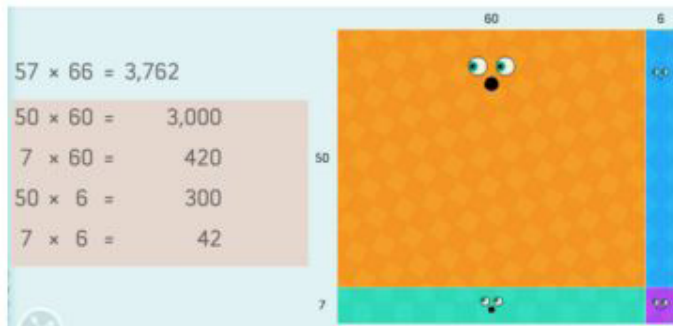 60 6
57 × 66 = 3,762
50 × 60 = 3,000
7 × 60 = 420
50 × 6 = 300
7 × 6 = 42
50
7